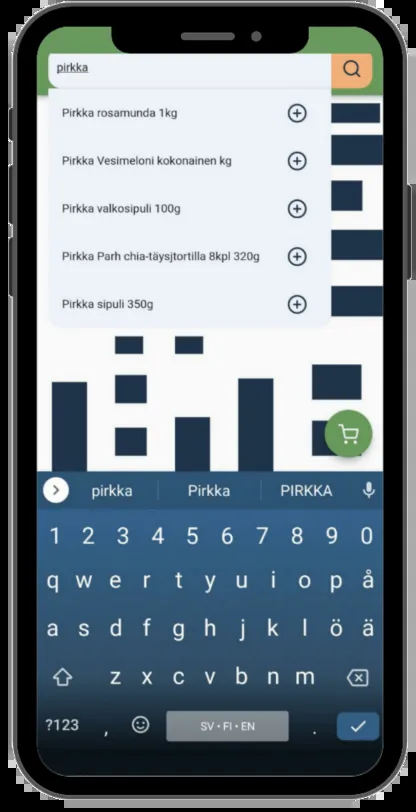 pirkka
Pirkka rosamunda 1kg
Pirkka Vesimeloni kokonainen kg
Pirkka valkosipuli 100g
Pirkka Parh chia-täysjtortilla 8kpl 320g
Pirkka sipuli 350g
pirkka Pirkka PIRKKA
1 2 3 4 5 6 7 8 9 0
q w e r t y u i o p å
a s d f g h j k l ö ä
z x c v b n m
?123 , SV • FI • EN .